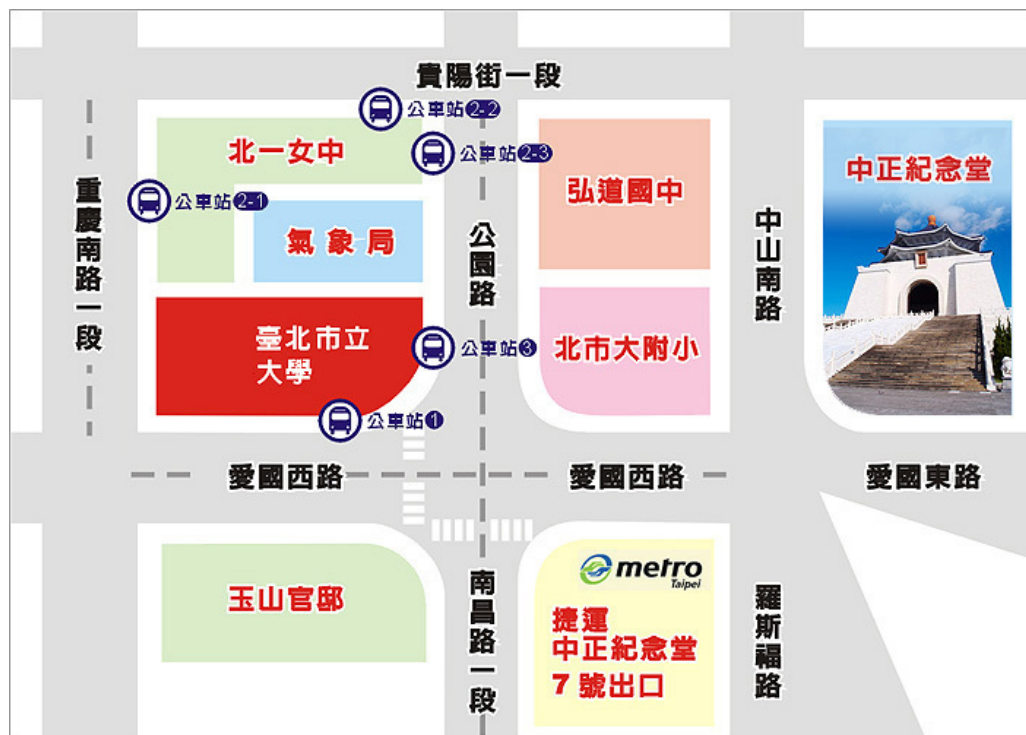 貴陽街一段
公車站2-2
北一女中
公車站2-3
弘道國中
中正紀念堂
重慶南路一段
公車站2-1
氣象局
公園路
中山南路
臺北市立
大學
公車站3
北市大附小
公車站1
愛國西路
愛國西路
愛國東路
玉山官邸
南昌路一段
metro
Taipei
捷運
中正紀念堂
7號出口
羅斯福路